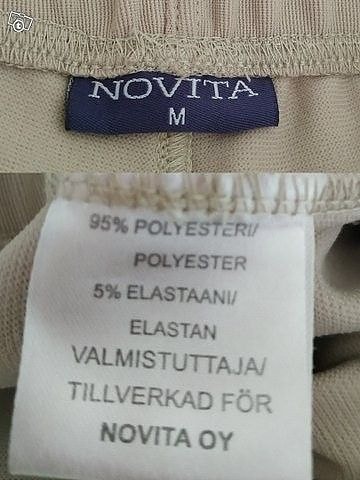 NOVITA
M
95% POLYESTERI/
POLYESTER
5% ELASTAANI/
ELASTAN
VALMISTUTTAJA/
TILLVERKAD FÖR
NOVITA OY